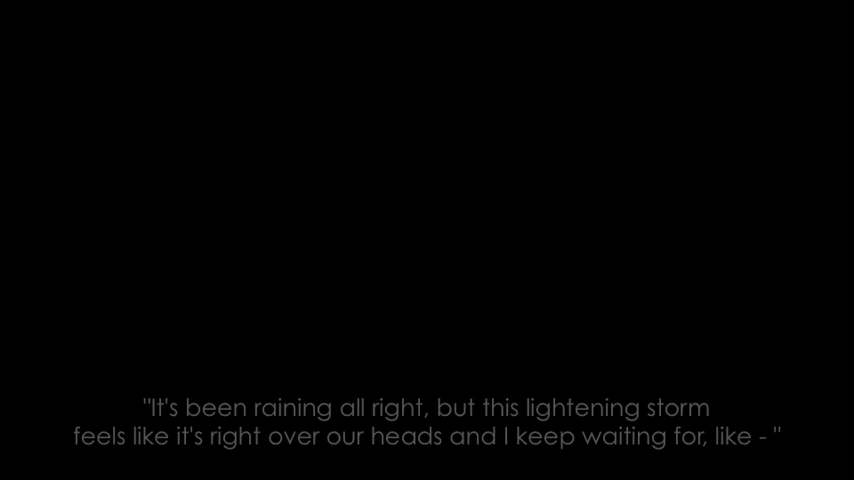 "It's been raining all right, but this lightening storm
feels like it's right over our heads and I keep waiting for, like - "